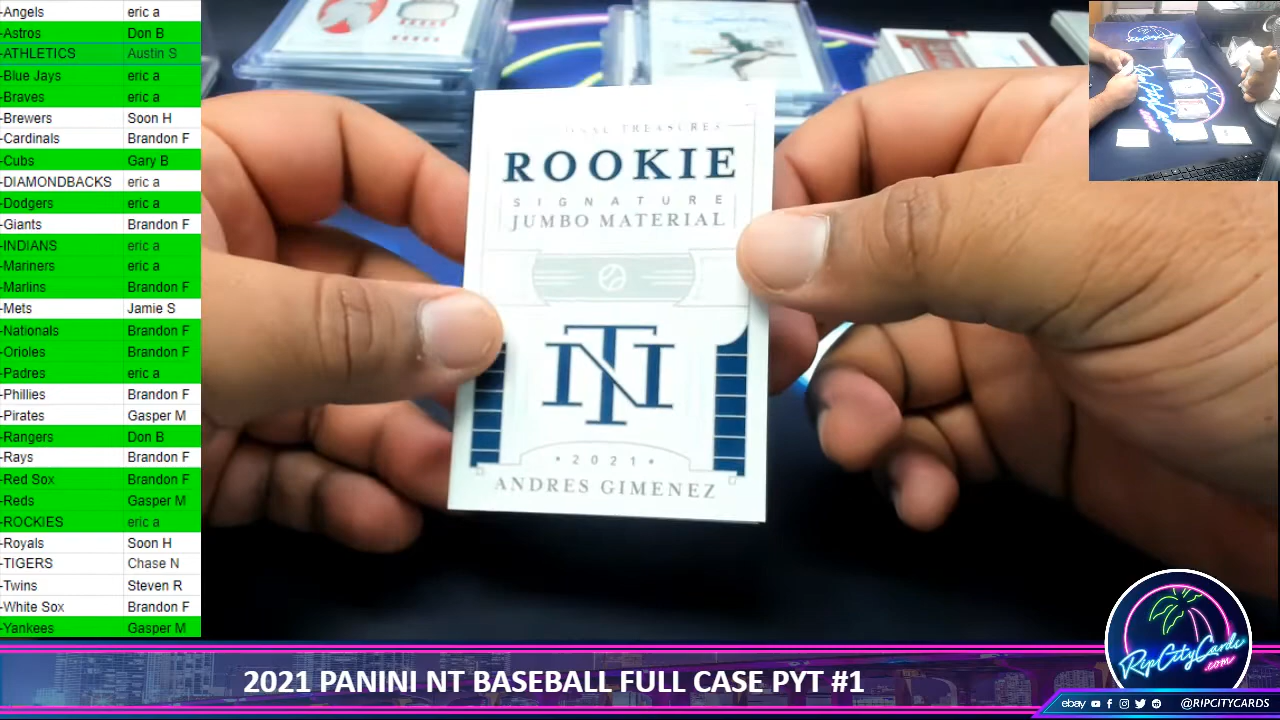 -Angels eric a
-Astros Don B
-ATHLETICS Austin S
-Blue Jays eric a
-Braves eric a
-Brewers Soon H
-Cardinals Brandon F
-Cubs Gary B
-DIAMONDBACKS eric a
-Dodgers eric a
-Giants Brandon F
-INDIANS eric a
-Mariners eric a
-Marlins Brandon F
-Mets Jamie S
-Nationals Brandon F
-Orioles Brandon F
-Padres eric a
-Phillies Brandon F
-Pirates Gasper M
-Rangers Don B
-Rays Brandon F
-Red Sox Brandon F
-Reds Gasper M
-ROCKIES eric a
-Royals Soon H
-TIGERS Chase N
-Twins Steven R
-White Sox Brandon F
-Yankees Gasper M
TREASURES
ROOKIE
SIGNATURE
JUMBO MATERIAL
NT
• 2021 •
ANDRES GIMENEZ
RipCityCards
.com
2021 PANINI NT BASEBALL FULL CASE PYT #1
ebay @RIPCITYCARDS